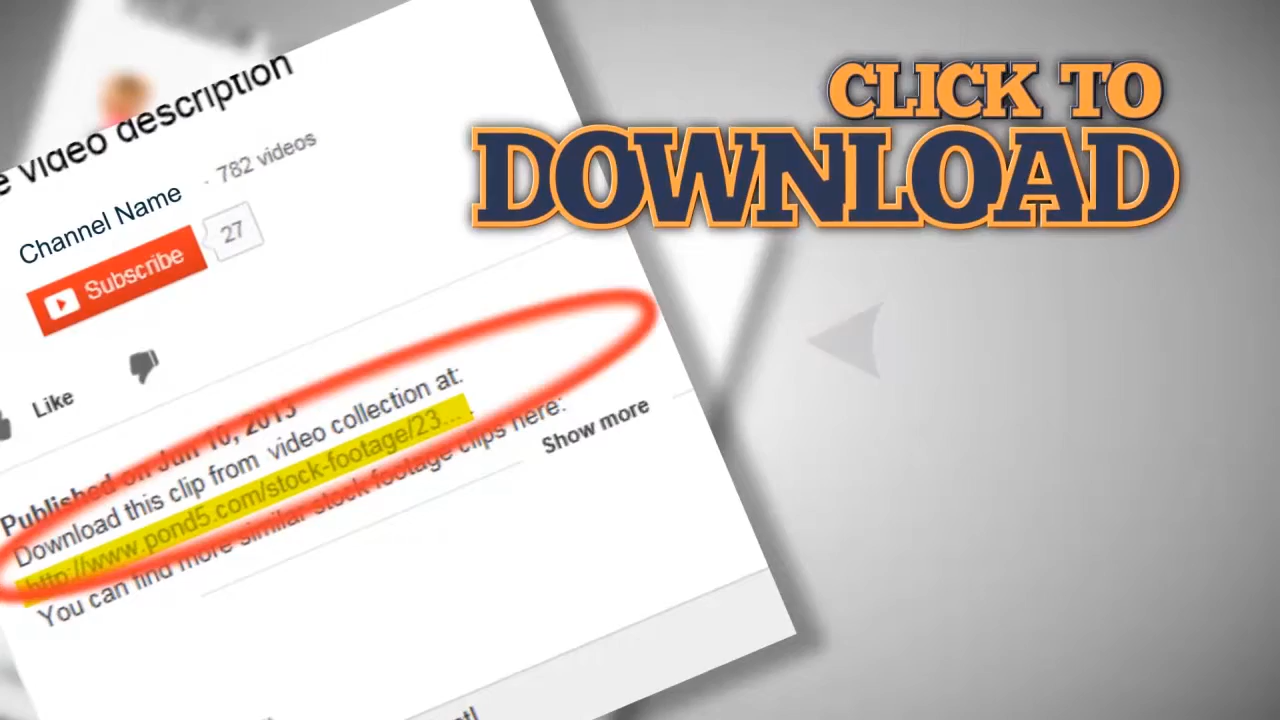 CLICK TO
DOWNLOAD
e video description
Channel Name
782 videos
Subscribe
27
Like
Published on Jun 10, 2013
Download this clip from video collection at:
http://www.pond5.com/stock-footage/23...
You can find more similar stock footage clips here:
Show more